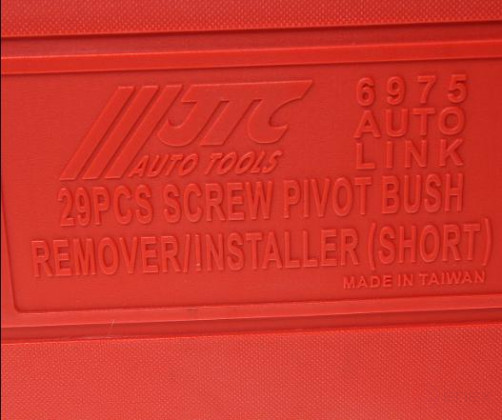 JTC
AUTO TOOLS
6975
AUTO
LINK
29PCS SCREW PIVOT BUSH
REMOVER/INSTALLER (SHORT)
MADE IN TAIWAN